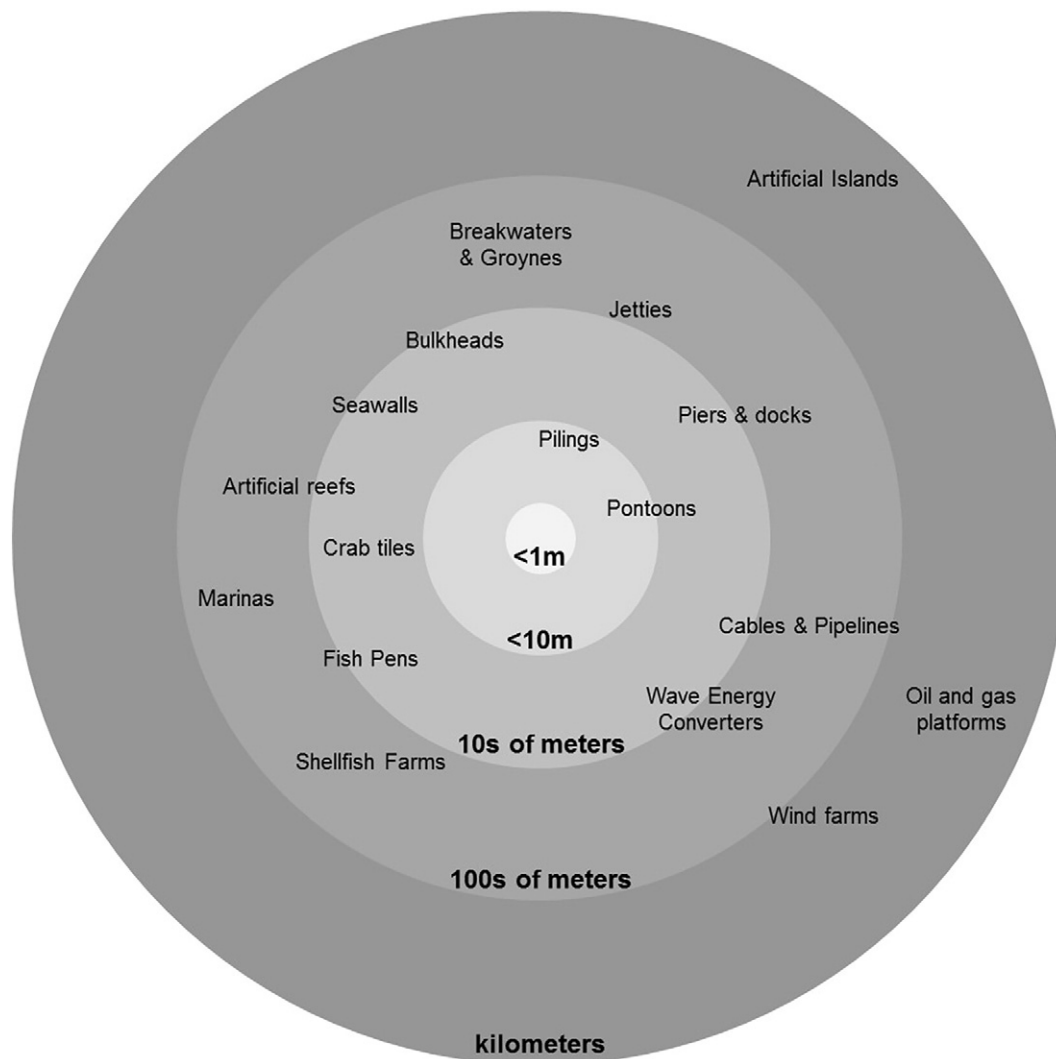 Artificial Islands
Breakwaters
& Groynes
Jetties
Bulkheads
Seawalls
Piers & docks
Pilings
Artificial reefs
Pontoons
Crab tiles
<1m
Marinas
Cables & Pipelines
<10m
Fish Pens
Wave Energy
Converters
Oil and gas
platforms
10s of meters
Shellfish Farms
Wind farms
100s of meters
kilometers